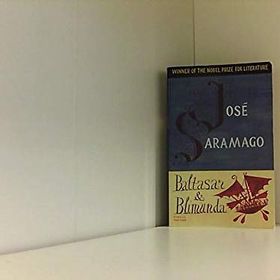 WINNER OF THE NOBEL PRIZE FOR LITERATURE
JOSÉ
SARAMAGO
Baltasar
& Blimunda